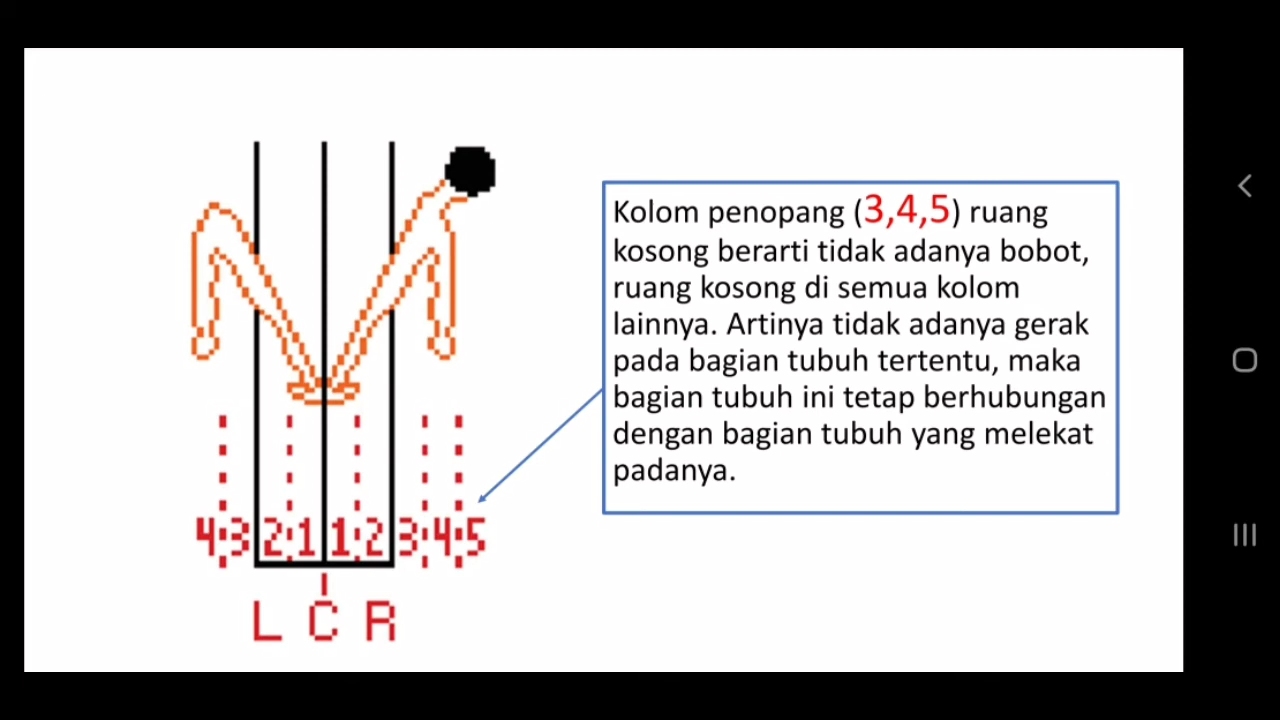 Kolom penopang (3,4,5) ruang
kosong berarti tidak adanya bobot,
ruang kosong di semua kolom
lainnya. Artinya tidak adanya gerak
pada bagian tubuh tertentu, maka
bagian tubuh ini tetap berhubungan
dengan bagian tubuh yang melekat
padanya.
4 3 2 1 1 2 3 4 5
L C R